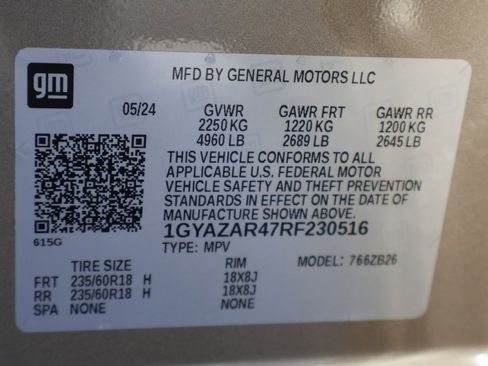 gm
MFD BY GENERAL MOTORS LLC
05/24 GVWR GAWR FRT GAWR RR
2250 KG 1220 KG 1200 KG
4960 LB 2689 LB 2645 LB
THIS VEHICLE CONFORMS TO ALL
APPLICABLE U.S. FEDERAL MOTOR
VEHICLE SAFETY AND THEFT PREVENTION
STANDARDS IN EFFECT ON THE DATE OF
MANUFACTURE SHOWN ABOVE.
1GYAZAR47RF230516
615G
TYPE: MPV MODEL: 766ZB26
TIRE SIZE RIM
FRT 235/60R18 H 18X8J
RR 235/60R18 H 18X8J
SPA NONE NONE